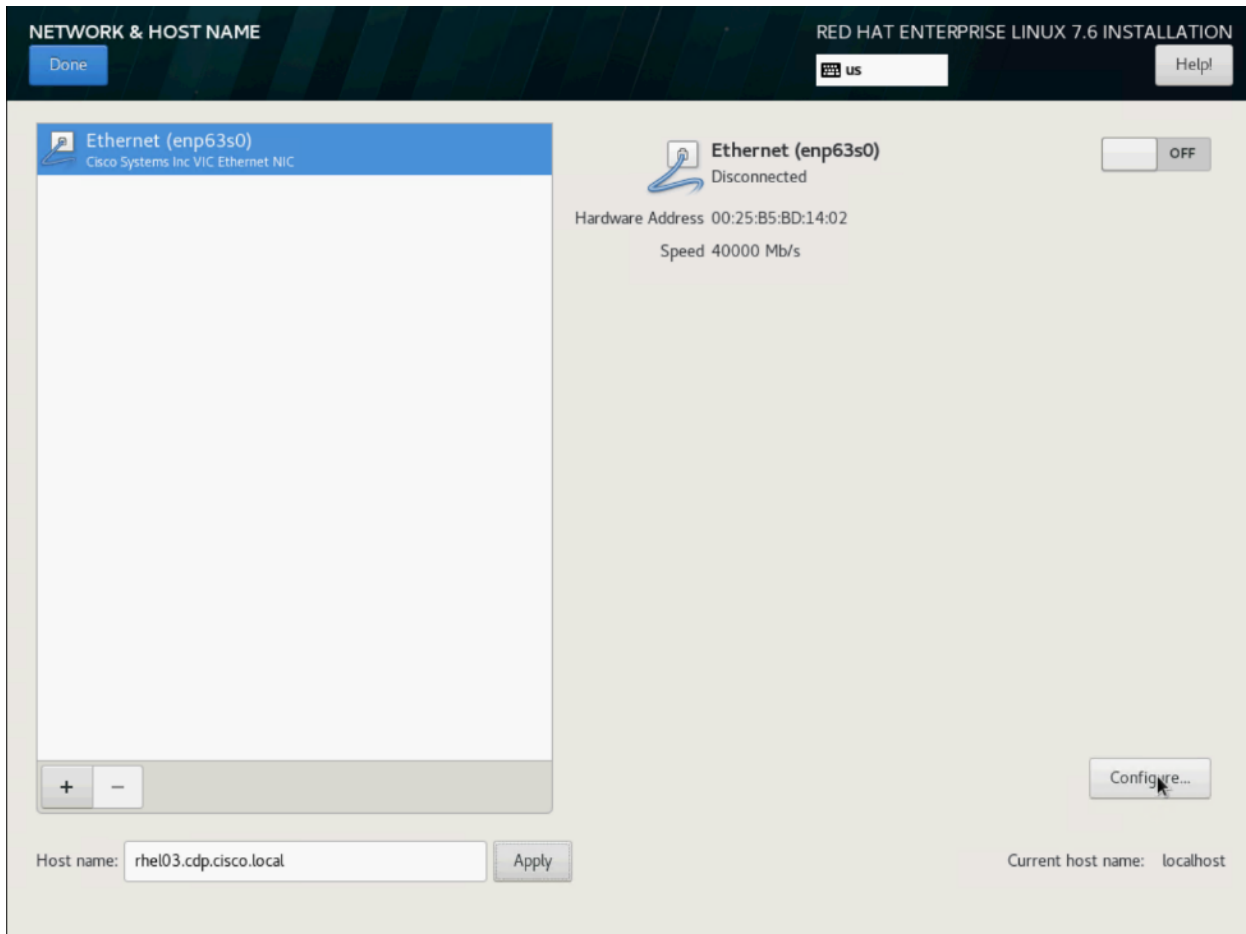 NETWORK & HOST NAME
RED HAT ENTERPRISE LINUX 7.6 INSTALLATION
Done
us
Help!
Ethernet (enp63s0)
Cisco Systems Inc VIC Ethernet NIC
Ethernet (enp63s0)
Disconnected
OFF
Hardware Address 00:25:B5:BD:14:02
Speed 40000 Mb/s
+ −
Configure...
Host name: rhel03.cdp.cisco.local Apply
Current host name: localhost